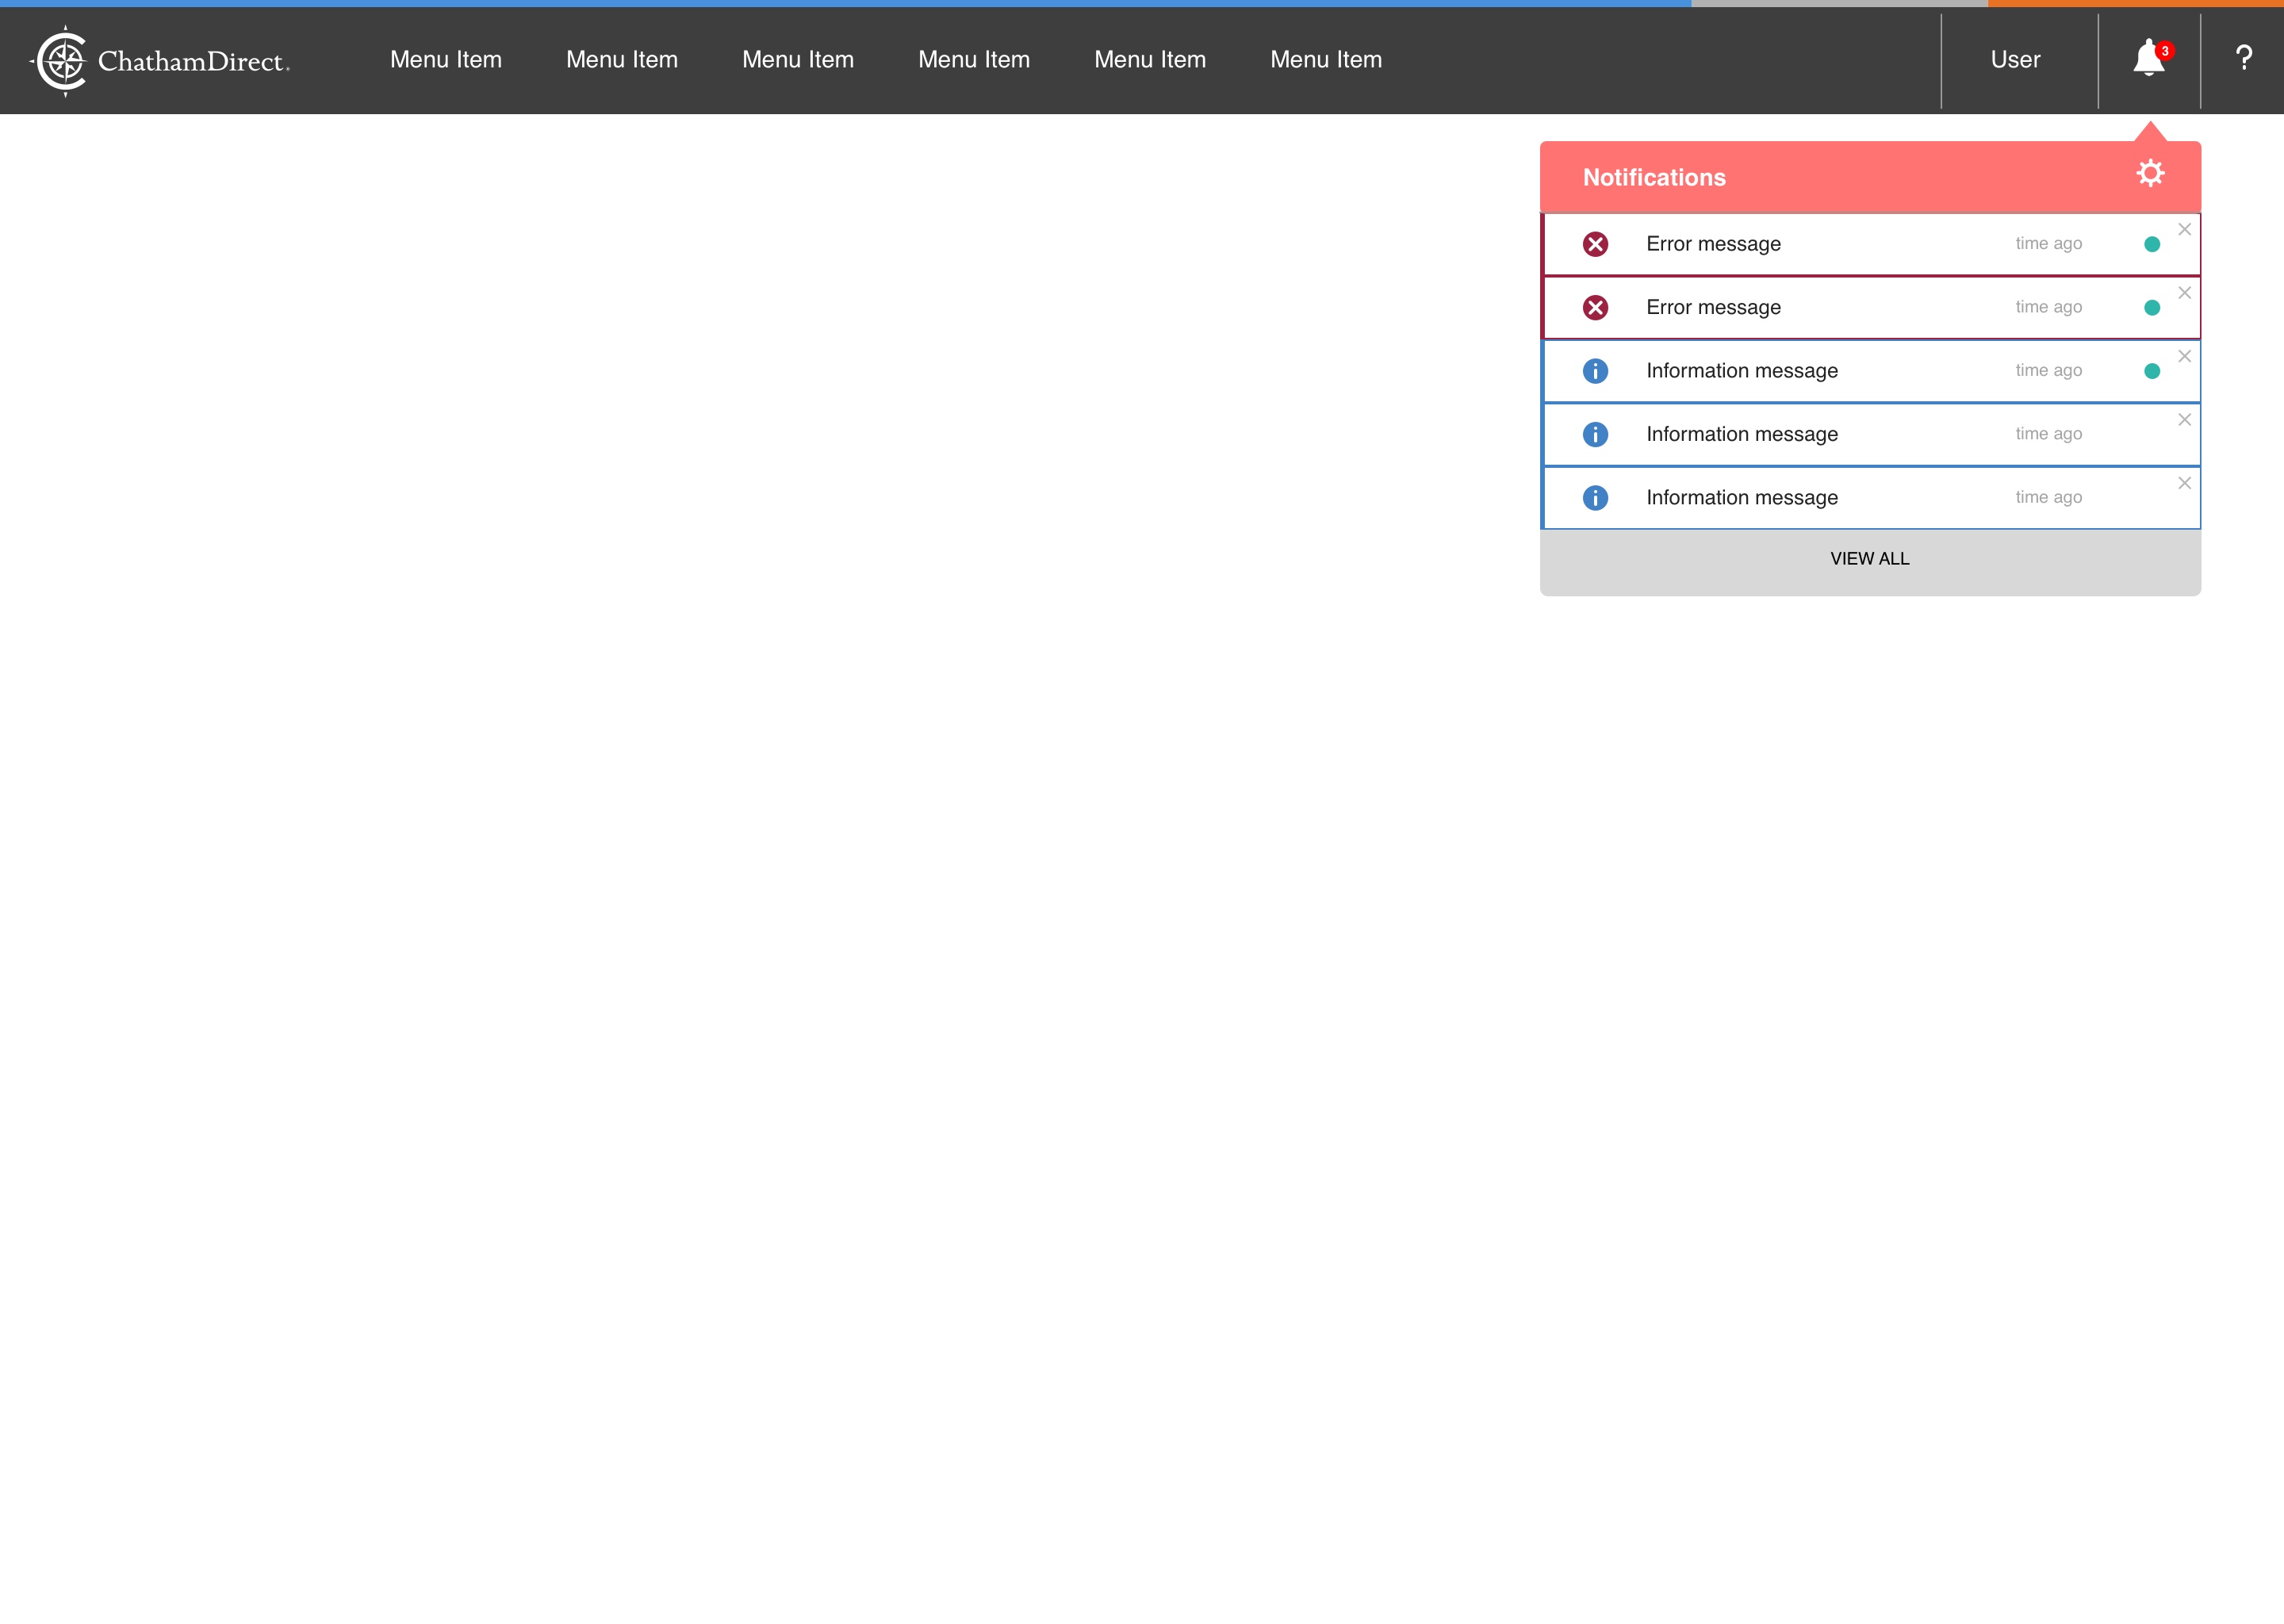 ChathamDirect.
Menu Item Menu Item Menu Item Menu Item Menu Item Menu Item User 3 ?
Notifications
Error message time ago
Error message time ago
Information message time ago
Information message time ago
Information message time ago
VIEW ALL